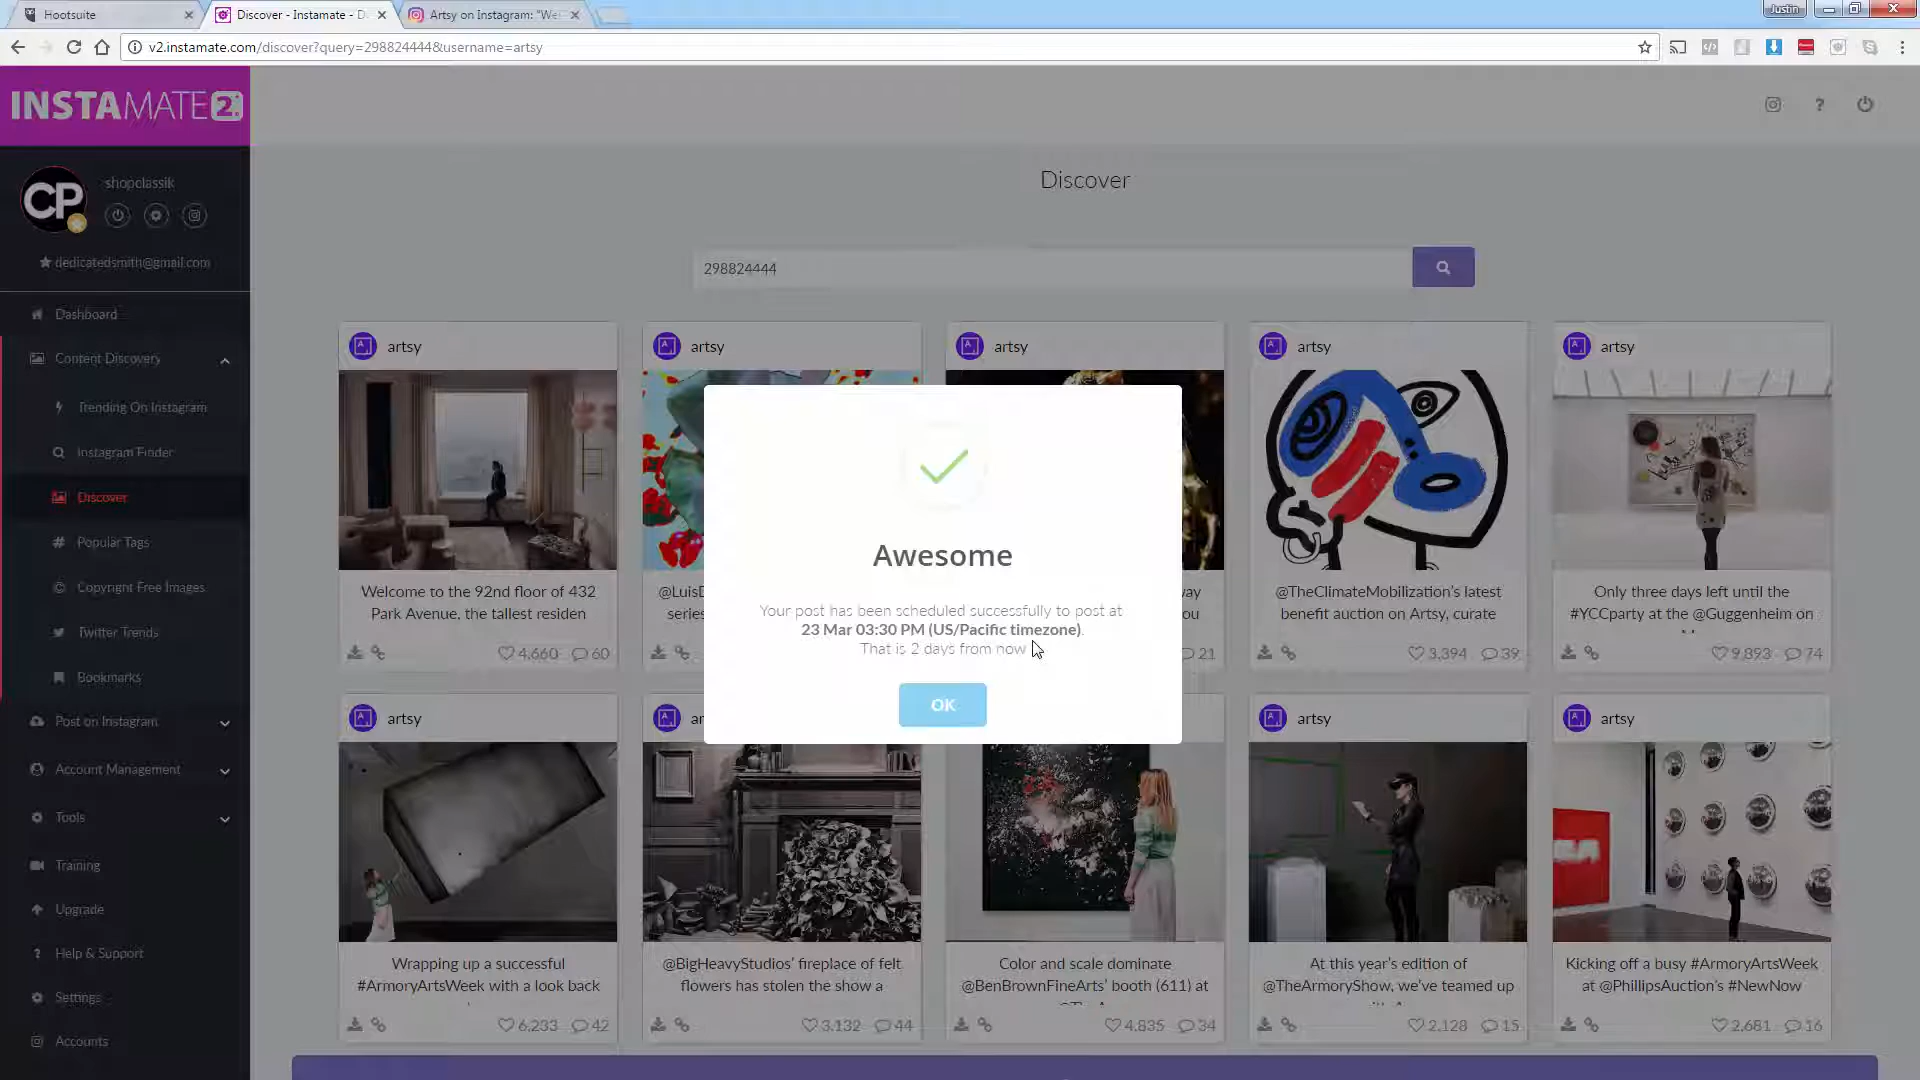 Hootsuite
Discover - Instamate - D
Artsy on Instagram: "We
Justin
v2.instamate.com/discover?query=298824444&username=artsy
INSTAMATE 2
CP
shopclassik
dedicatedsmith@gmail.com
Dashboard
Content Discovery
Trending On Instagram
Instagram Finder
Discover
Popular Tags
Copyright Free Images
Twitter Trends
Bookmarks
Post on Instagram
Account Management
Tools
Training
Upgrade
? Help & Support
Settings
Accounts
?
Discover
298824444
artsy
Welcome to the 92nd floor of 432
Park Avenue, the tallest residen
4,660 60
artsy
@LuisD
series
artsy
way
ou
21
artsy
@TheClimateMobilization's latest
benefit auction on Artsy, curate
3,394 39
artsy
Only three days left until the
#YCCparty at the @Guggenheim on
9,893 74
Awesome
Your post has been scheduled successfully to post at
23 Mar 03:30 PM (US/Pacific timezone).
That is 2 days from now
OK
artsy
Wrapping up a successful
#ArmoryArtsWeek with a look back
6,233 42
ar
@BigHeavyStudios' fireplace of felt
flowers has stolen the show a
3,132 44
Color and scale dominate
@BenBrownFineArts' booth (611) at
4,835 34
artsy
At this year's edition of
@TheArmoryShow, we've teamed up
2,128 15
artsy
Kicking off a busy #ArmoryArtsWeek
at @PhillipsAuction's #NewNow
2,681 16